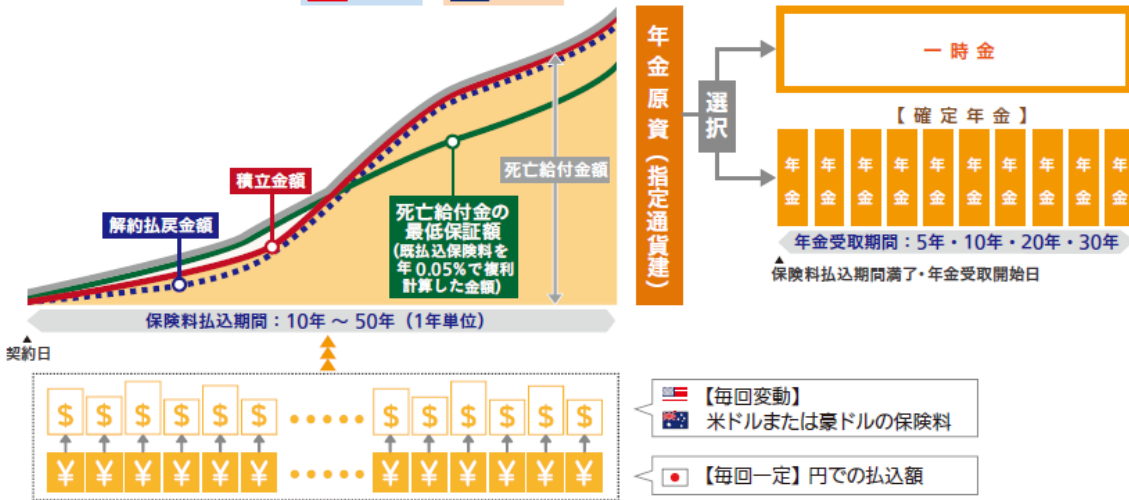 積立金額
解約払戻金額
死亡給付金の
最低保証額
(既払込保険料を
年0.05%で複利
計算した金額)
死亡給付金額
保険料払込期間：10年 ～ 50年（1年単位）
▲
契約日
年金原資（指定通貨建）
選択
一時金
【確定年金】
年金 年金 年金 年金 年金 年金 年金 年金 年金 年金
年金受取期間：5年・10年・20年・30年
▲
保険料払込期間満了・年金受取開始日
$ $ $ $ $ $ ••••• $ $ $ $ $ $
¥ ¥ ¥ ¥ ¥ ¥ ••••• ¥ ¥ ¥ ¥ ¥ ¥
【毎回変動】
米ドルまたは豪ドルの保険料
【毎回一定】円での払込額